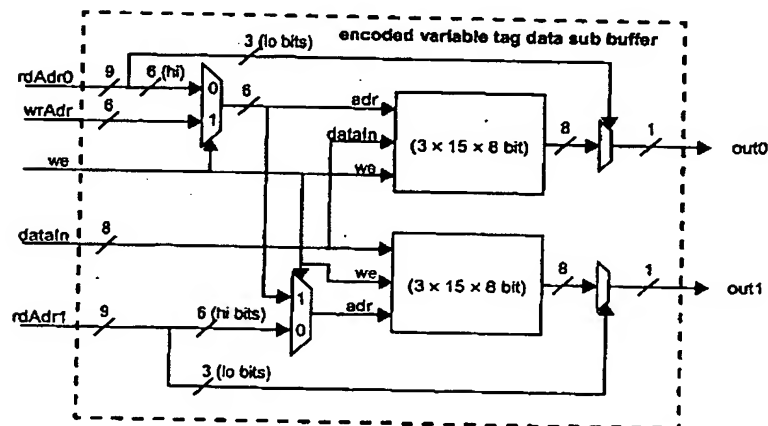 encoded variable tag data sub buffer
3 (lo bits)
rdAdr0
9
6 (hi)
0
6
adr
wrAdr
6
1
dataIn
(3 × 15 × 8 bit)
8
1
out0
we
we
dataIn
8
8
1
out1
we
(3 × 15 × 8 bit)
1
adr
rdAdr1
9
6 (hi bits)
0
3 (lo bits)